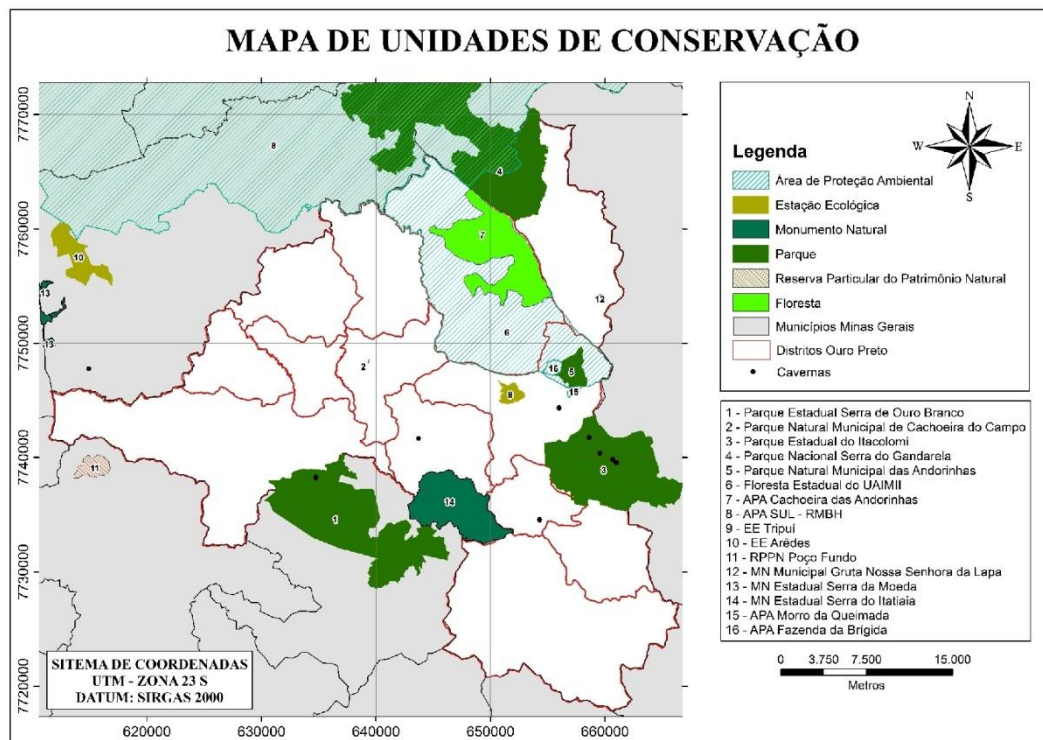 MAPA DE UNIDADES DE CONSERVAÇÃO
7770000
7760000
7750000
7740000
7730000
7720000
620000
630000
640000
650000
660000
8
4
7
10
13
12
6
13
2
16
5
15
11
3
14
1
SITEMA DE COORDENADAS
UTM - ZONA 23 S
DATUM: SIRGAS 2000
N
W
E
S
Legenda
Área de Proteção Ambiental
Estação Ecológica
Monumento Natural
Parque
Reserva Particular do Patrimônio Natural
Floresta
Municípios Minas Gerais
Distritos Ouro Preto
Cavernas
1 - Parque Estadual Serra de Ouro Branco
2 - Parque Natural Municipal de Cachoeira do Campo
3 - Parque Estadual do Itacolomi
4 - Parque Nacional Serra do Gandarela
5 - Parque Natural Municipal das Andorinhas
6 - Floresta Estadual do UAIMII
7 - APA Cachoeira das Andorinhas
8 - APA SUL - RMBH
9 - EE Tripuí
10 - EE Arêdes
11 - RPPN Poço Fundo
12 - MN Municipal Gruta Nossa Senhora da Lapa
13 - MN Estadual Serra da Moeda
14 - MN Estadual Serra do Itatiaia
15 - APA Morro da Queimada
16 - APA Fazenda da Brígida
0 3.750 7.500 15.000
Metros